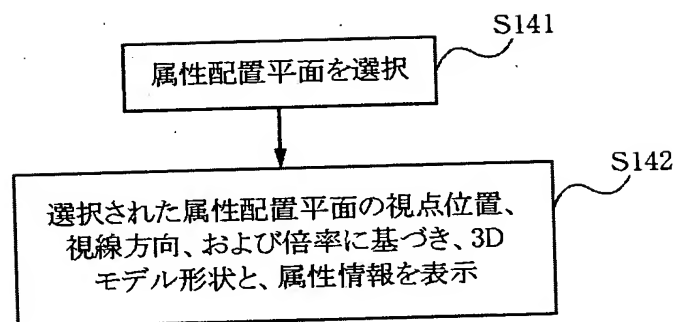 S141
属性配置平面を選択
S142
選択された属性配置平面の視点位置、
視線方向、および倍率に基づき、3D
モデル形状と、属性情報を表示